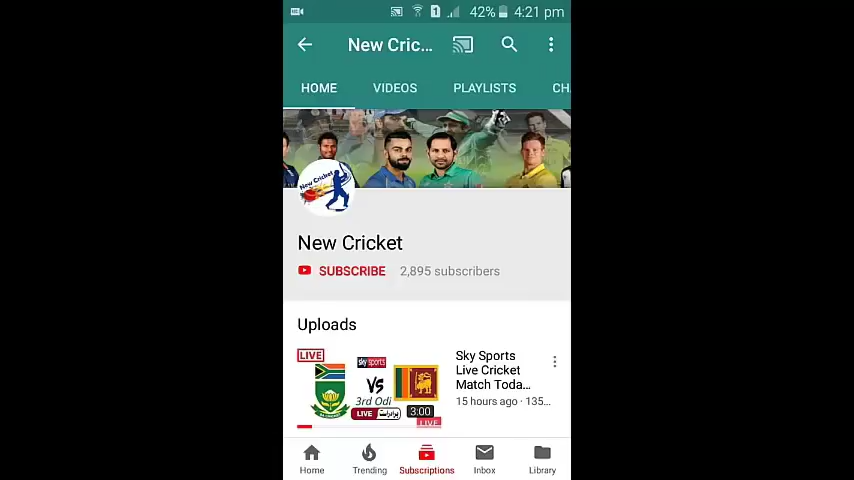 1 42% 4:21 pm
New Cric...
HOME VIDEOS PLAYLISTS CH
New Cricket
New Cricket
SUBSCRIBE 2,895 subscribers
Uploads
LIVE
sky sports
VS
3rd Odi
LIVE
3:00
LIVE
Sky Sports
Live Cricket
Match Toda...
15 hours ago · 135...
Home Trending Subscriptions Inbox Library